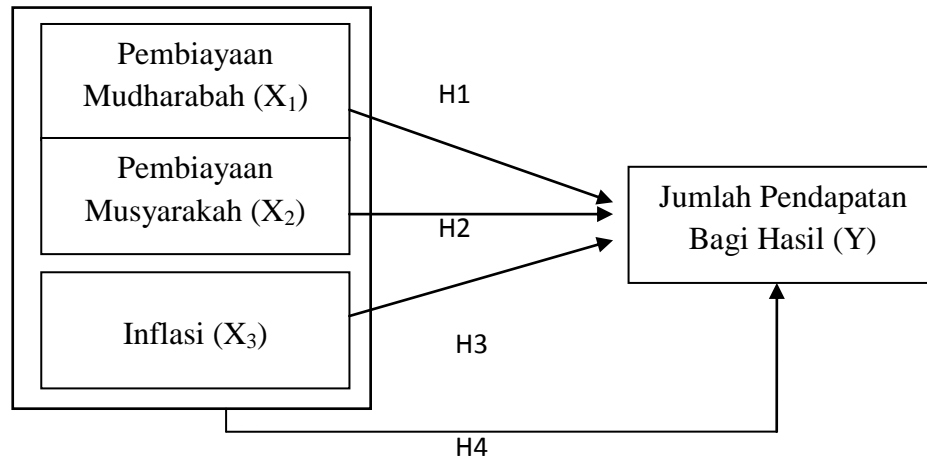 Pembiayaan
Mudharabah (X₁)
H1
Pembiayaan
Musyarakah (X₂)
H2
Jumlah Pendapatan
Bagi Hasil (Y)
Inflasi (X₃)
H3
H4